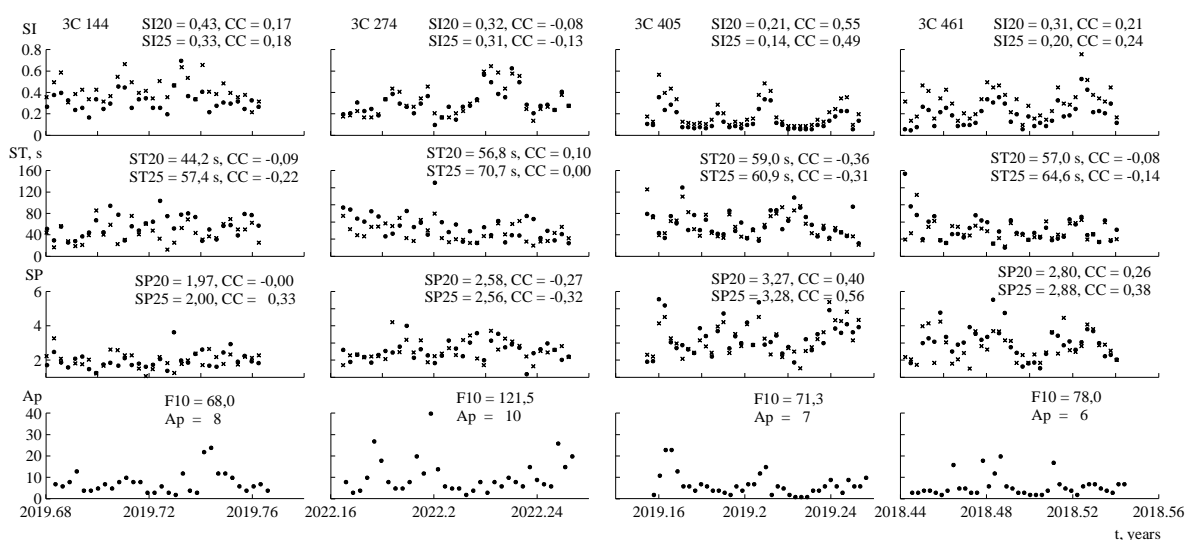 SI
3C 144
SI20 = 0,43, CC = 0,17
SI25 = 0,33, CC = 0,18
3C 274
SI20 = 0,32, CC = -0,08
SI25 = 0,31, CC = -0,13
3C 405
SI20 = 0,21, CC = 0,55
SI25 = 0,14, CC = 0,49
3C 461
SI20 = 0,31, CC = 0,21
SI25 = 0,20, CC = 0,24
0.8
0.6
0.4
0.2
0
ST, s
ST20 = 44,2 s, CC = -0,09
ST25 = 57,4 s, CC = -0,22
ST20 = 56,8 s, CC = 0,10
ST25 = 70,7 s, CC = 0,00
ST20 = 59,0 s, CC = -0,36
ST25 = 60,9 s, CC = -0,31
ST20 = 57,0 s, CC = -0,08
ST25 = 64,6 s, CC = -0,14
160
120
80
40
0
SP
SP20 = 1,97, CC = -0,00
SP25 = 2,00, CC = 0,33
SP20 = 2,58, CC = -0,27
SP25 = 2,56, CC = -0,32
SP20 = 3,27, CC = 0,40
SP25 = 3,28, CC = 0,56
SP20 = 2,80, CC = 0,26
SP25 = 2,88, CC = 0,38
6
4
2
Ap
F10 = 68,0
Ap = 8
F10 = 121,5
Ap = 10
F10 = 71,3
Ap = 7
F10 = 78,0
Ap = 6
40
30
20
10
0
2019.68 2019.72 2019.76 2022.16 2022.2 2022.24 2019.16 2019.2 2019.24 2018.44 2018.48 2018.52 2018.56
t, years